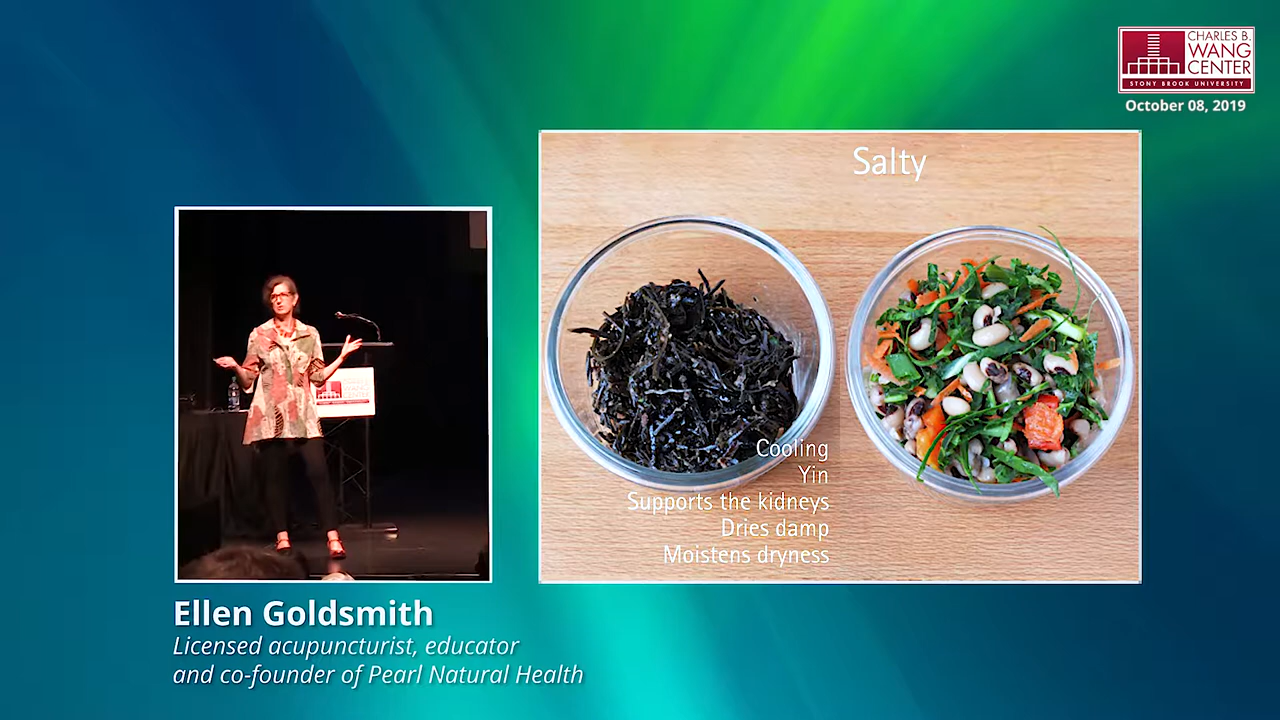 CHARLES B.
WANG
CENTER
STONY BROOK UNIVERSITY
October 08, 2019
Salty
Cooling
Yin
Supports the kidneys
Dries damp
Moistens dryness
Ellen Goldsmith
Licensed acupuncturist, educator
and co-founder of Pearl Natural Health